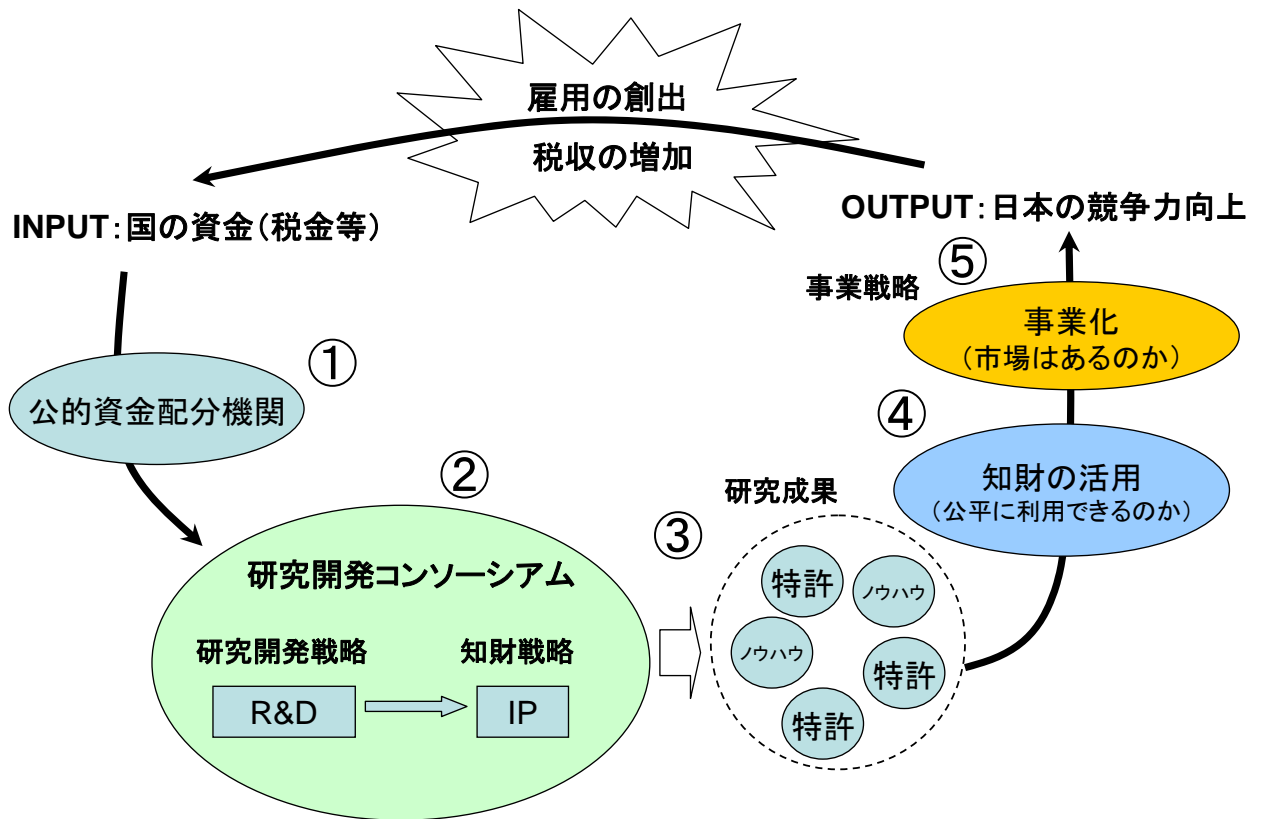 雇用の創出
税収の増加
INPUT:国の資金(税金等)
OUTPUT:日本の競争力向上
①
公的資金配分機関
②
研究開発コンソーシアム
研究開発戦略
知財戦略
R&D
IP
③
研究成果
特許
ノウハウ
ノウハウ
特許
特許
④
知財の活用
(公平に利用できるのか)
⑤
事業戦略
事業化
(市場はあるのか)